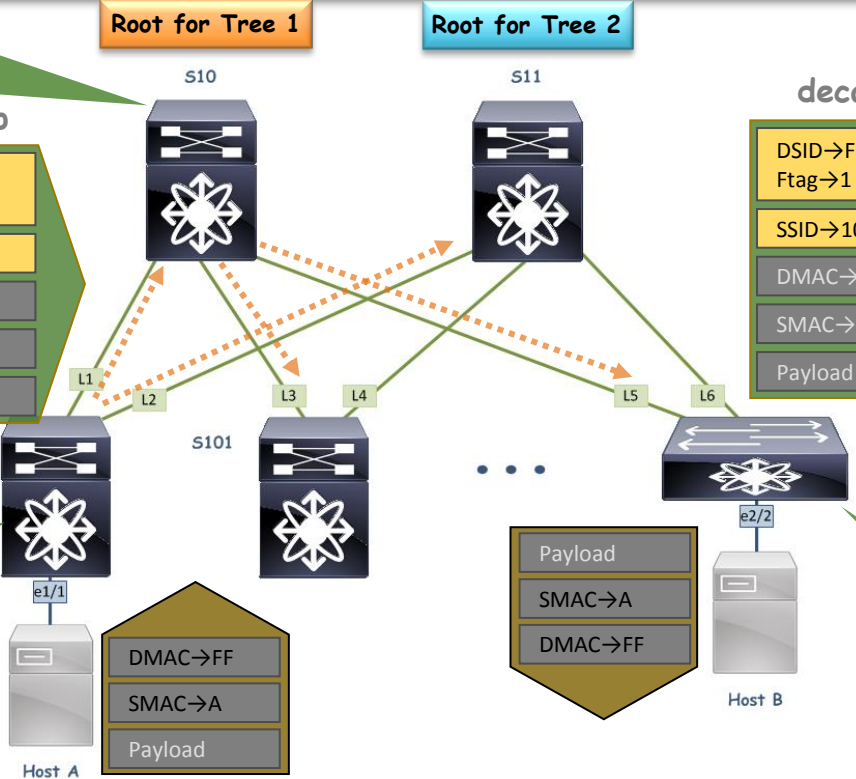 Root for Tree 1
Root for Tree 2
S10
S11
DSID→F
Ftag→1
SSID→10
DMAC→
SMAC→
Payload
L1
L2
L3
L4
L5
L6
S101
e1/1
e2/2
Payload
SMAC→A
DMAC→FF
DMAC→FF
SMAC→A
Payload
Host B
Host A